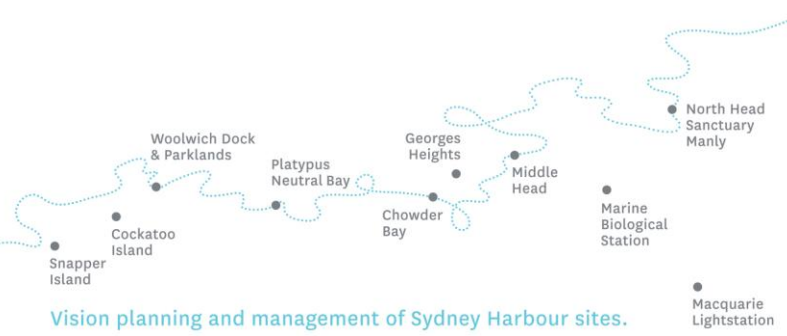 North Head
Sanctuary
Manly
Woolwich Dock
& Parklands
Georges
Heights
Platypus
Neutral Bay
Middle
Head
Chowder
Bay
Marine
Biological
Station
Cockatoo
Island
Snapper
Island
Macquarie
Lightstation
Vision planning and management of Sydney Harbour sites.